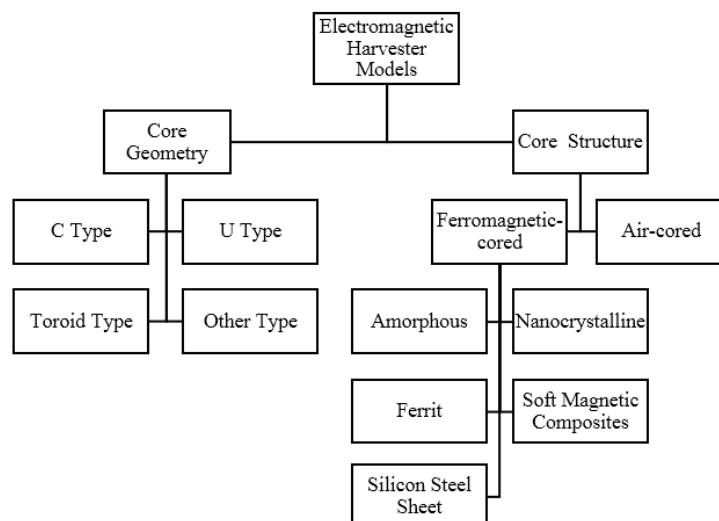 Electromagnetic
Harvester
Models
Core
Geometry
Core Structure
C Type
U Type
Ferromagnetic-
cored
Air-cored
Toroid Type
Other Type
Amorphous
Nanocrystalline
Ferrit
Soft Magnetic
Composites
Silicon Steel
Sheet